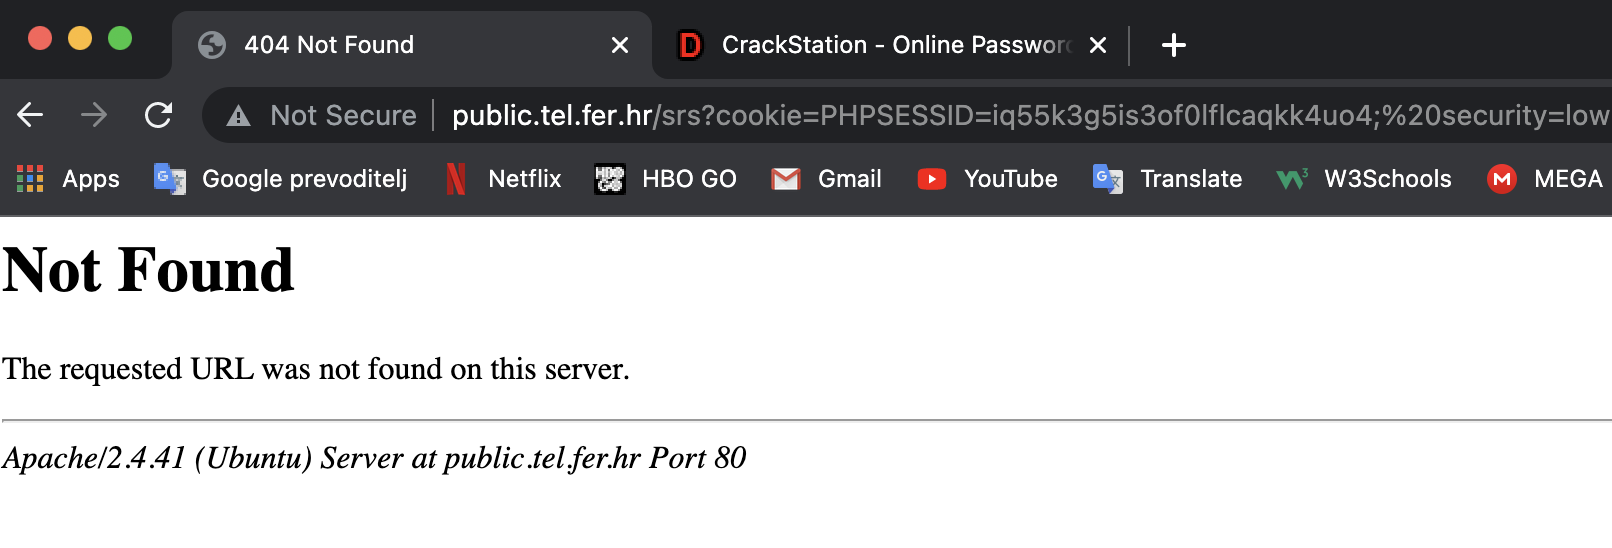 404 Not Found
CrackStation - Online Password
Not Secure public.tel.fer.hr/srs?cookie=PHPSESSID=iq55k3g5is3of0lflcaqkk4uo4;%20security=low
Apps Google prevoditelj Netflix HBO GO Gmail YouTube Translate W3Schools MEGA
Not Found
The requested URL was not found on this server.
Apache/2.4.41 (Ubuntu) Server at public.tel.fer.hr Port 80